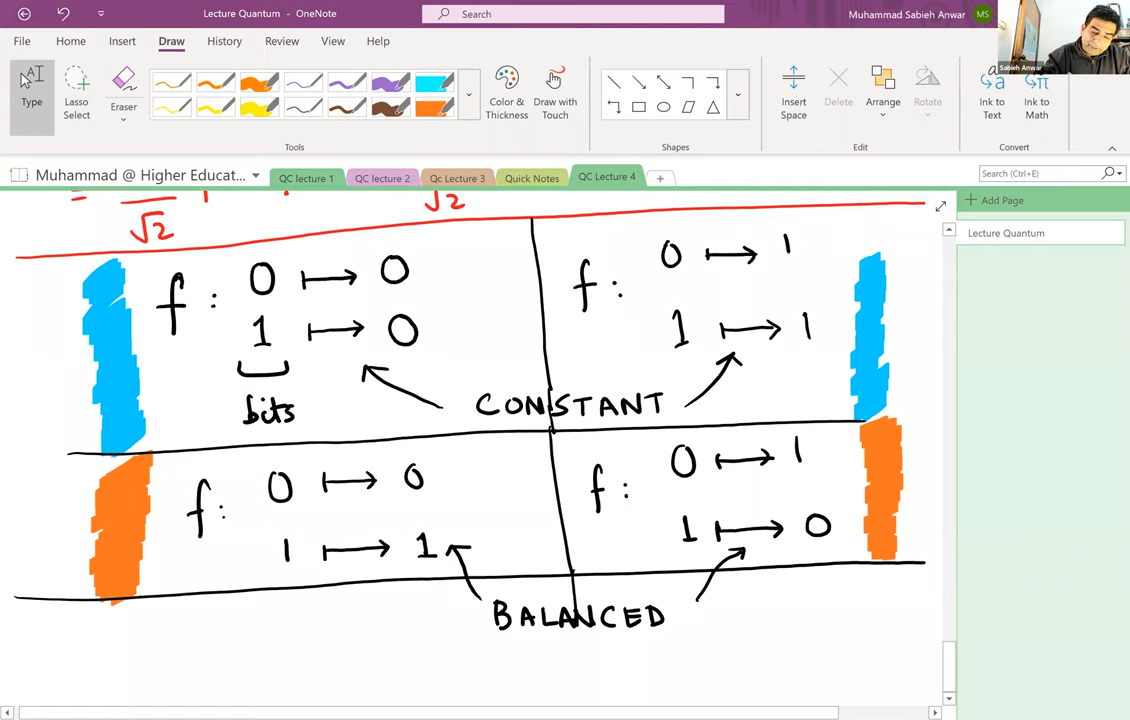 Lecture Quantum - OneNote
Search
Muhammad Sabieh Anwar
MS
File Home Insert Draw History Review View Help
Sabieh Anwar
Type
Lasso Select
Eraser
Color & Thickness
Draw with Touch
Insert Space
Delete
Arrange
Rotate
Ink to Text
Ink to Math
Tools
Shapes
Edit
Convert
Muhammad @ Higher Educat...
QC lecture 1
QC lecture 2
Qc Lecture 3
Quick Notes
QC Lecture 4
Search (Ctrl+E)
Add Page
Lecture Quantum
=
√2
√2
f : 0 ↦ 0
1 ↦ 0
bits
f : 0 ↦ 1
1 ↦ 1
CONSTANT
f : 0 ↦ 0
1 ↦ 1
f : 0 ↦ 1
1 ↦ 0
BALANCED